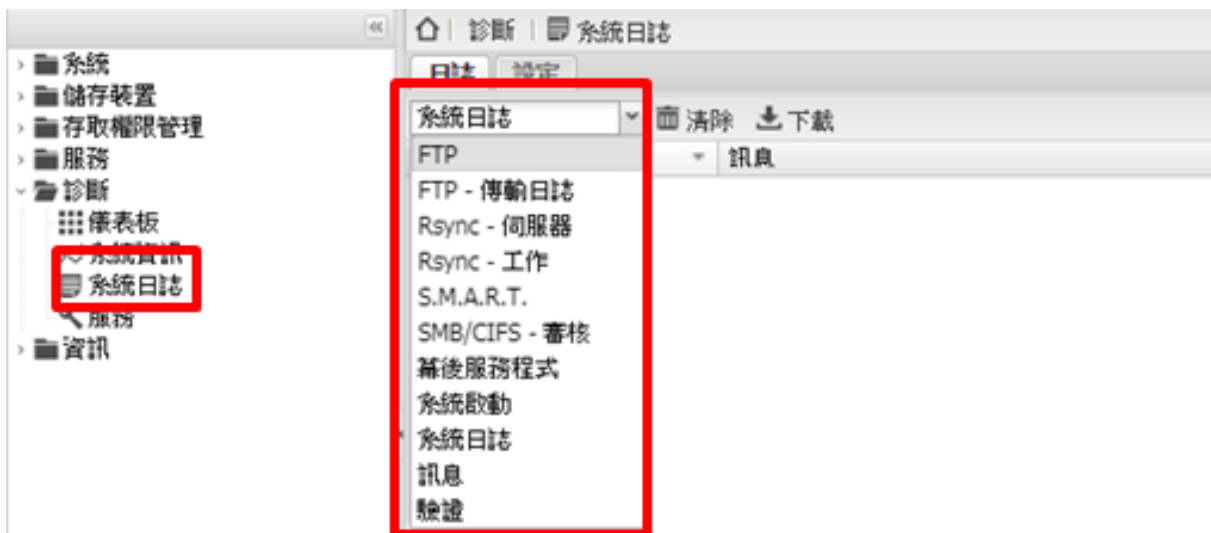 系統
儲存裝置
存取權限管理
服務
診斷
儀表板
系統資訊
系統日誌
服務
資訊
診斷 系統日誌
日誌 設定
系統日誌 清除 下載
訊息
FTP
FTP - 傳輸日誌
Rsync - 伺服器
Rsync - 工作
S.M.A.R.T.
SMB/CIFS - 審核
幕後服務程式
系統啟動
系統日誌
訊息
驗證